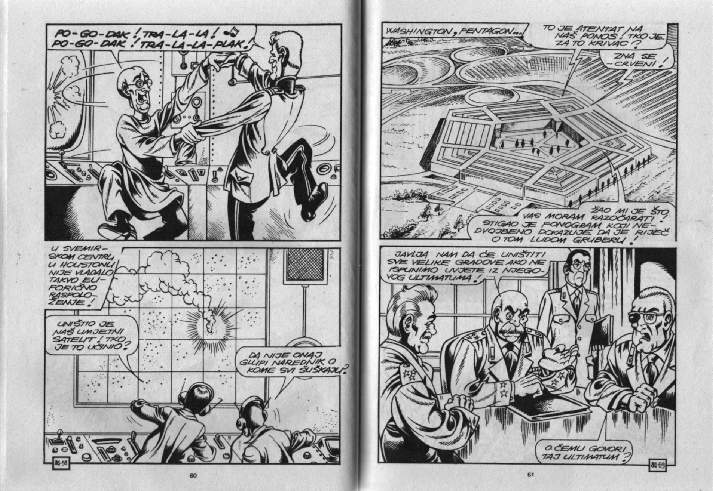 PO-GO-DAK! TRA-LA-LA!
PO-GO-DAK! TRA-LA-LA-PLAK!
U SVEMIR-
SKOM CENTRU
U HOUSTONU
NIJE VLADALO
TAKVO EU-
FORIČNO
RASPOLO-
ŽENJE!
UNIŠTIO JE
NAŠ UMJETNI
SATELIT! TKO
JE TO UČINIO?
DA NIJE ONAJ
GLUPI NAREDNIK O
KOME SVI ŠUŠKAJU?
60
WASHINGTON, PENTAGON...
TO JE ATENTAT NA
NAŠ PONOS! TKO JE
ZA TO KRIVAC?
ZNA SE
CRVENI!
ŽAO MI JE ŠTO
VAS MORAM RAZOČARATI!
STIGAO JE FONOGRAM KOJI NE-
DVOJBENO DOKAZUJE DA JE RIJEČ
O TOM LUDOM GRUBERU!
JAVLJA NAM DA ĆE UNIŠTITI
SVE VELIKE GRADOVE AKO NE
ISPUNIMO UVJETE IZ NJEGO-
VOG ULTIMATUMA!
O ČEMU GOVORI
TAJ ULTIMATUM?
61